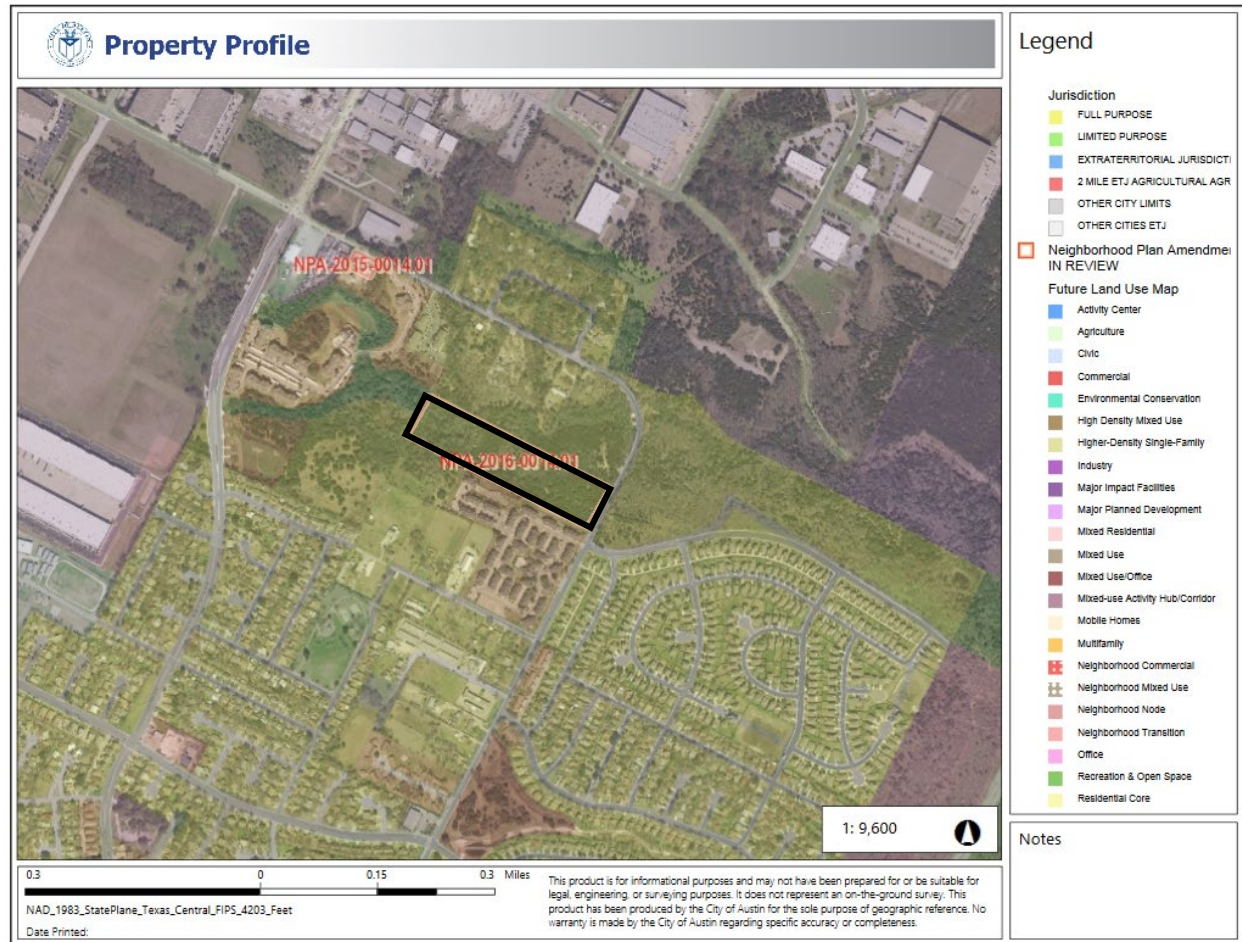 Property Profile
NPA-2015-0014.01
NPA-2016-0014.01
1: 9,600
0.3
0
0.15
0.3 Miles
NAD_1983_StatePlane_Texas_Central_FIPS_4203_Feet
Date Printed:
This product is for informational purposes and may not have been prepared for or be suitable for
legal, engineering, or surveying purposes. It does not represent an on-the-ground survey. This
product has been produced by the City of Austin for the sole purpose of geographic reference. No
warranty is made by the City of Austin regarding specific accuracy or completeness.
Legend
Jurisdiction
FULL PURPOSE
LIMITED PURPOSE
EXTRATERRITORIAL JURISDICTI
2 MILE ETJ AGRICULTURAL AGR
OTHER CITY LIMITS
OTHER CITIES ETJ
Neighborhood Plan Amendme
IN REVIEW
Future Land Use Map
Activity Center
Agriculture
Civic
Commercial
Environmental Conservation
High Density Mixed Use
Higher-Density Single-Family
Industry
Major Impact Facilities
Major Planned Development
Mixed Residential
Mixed Use
Mixed Use/Office
Mixed-use Activity Hub/Corridor
Mobile Homes
Multifamily
Neighborhood Commercial
Neighborhood Mixed Use
Neighborhood Node
Neighborhood Transition
Office
Recreation & Open Space
Residential Core
Notes